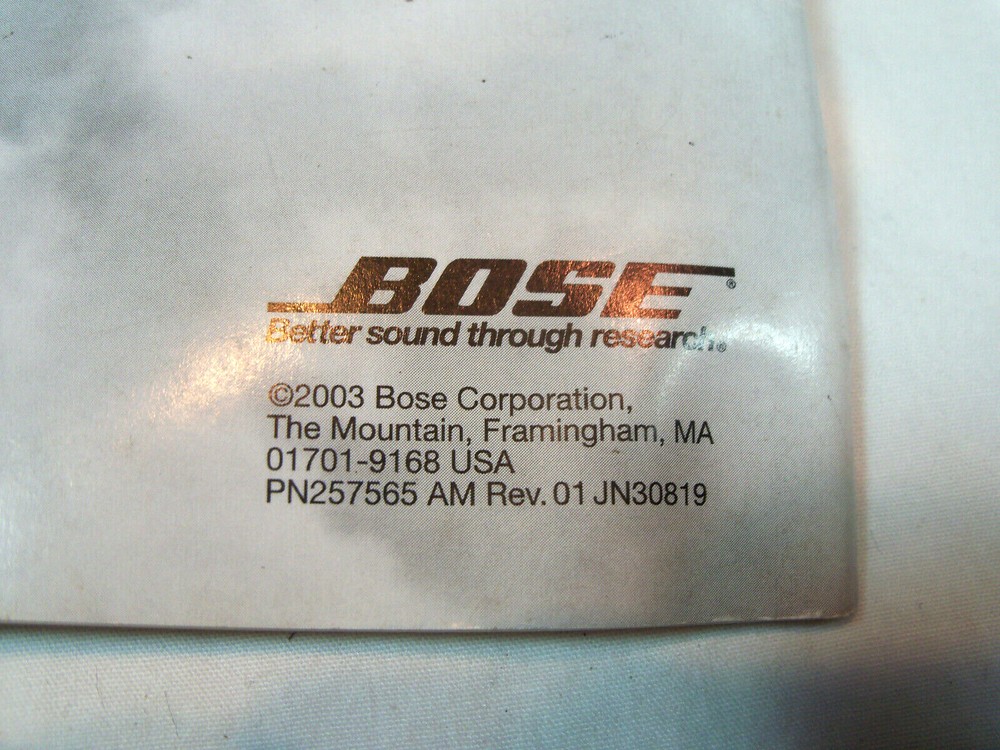 BOSE®
Better sound through research®
©2003 Bose Corporation,
The Mountain, Framingham, MA
01701-9168 USA
PN257565 AM Rev. 01 JN30819